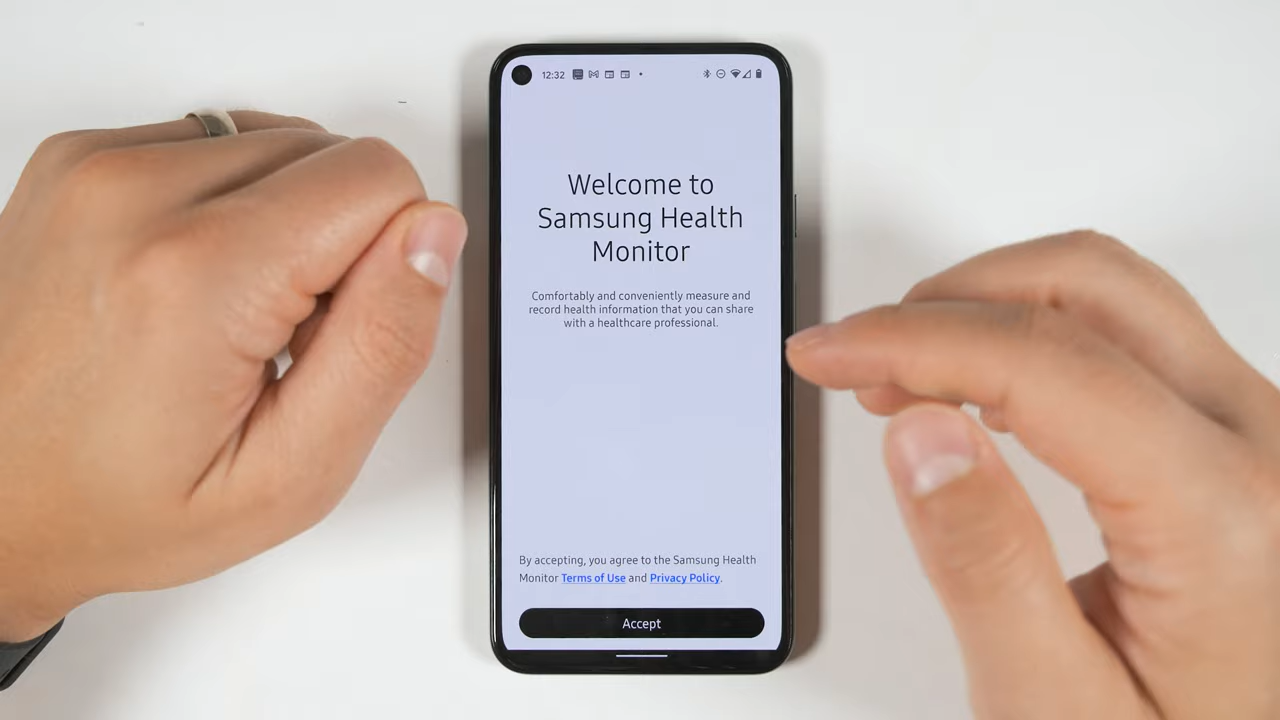 12:32
Welcome to
Samsung Health
Monitor
Comfortably and conveniently measure and
record health information that you can share
with a healthcare professional.
By accepting, you agree to the Samsung Health
Monitor Terms of Use and Privacy Policy.
Accept